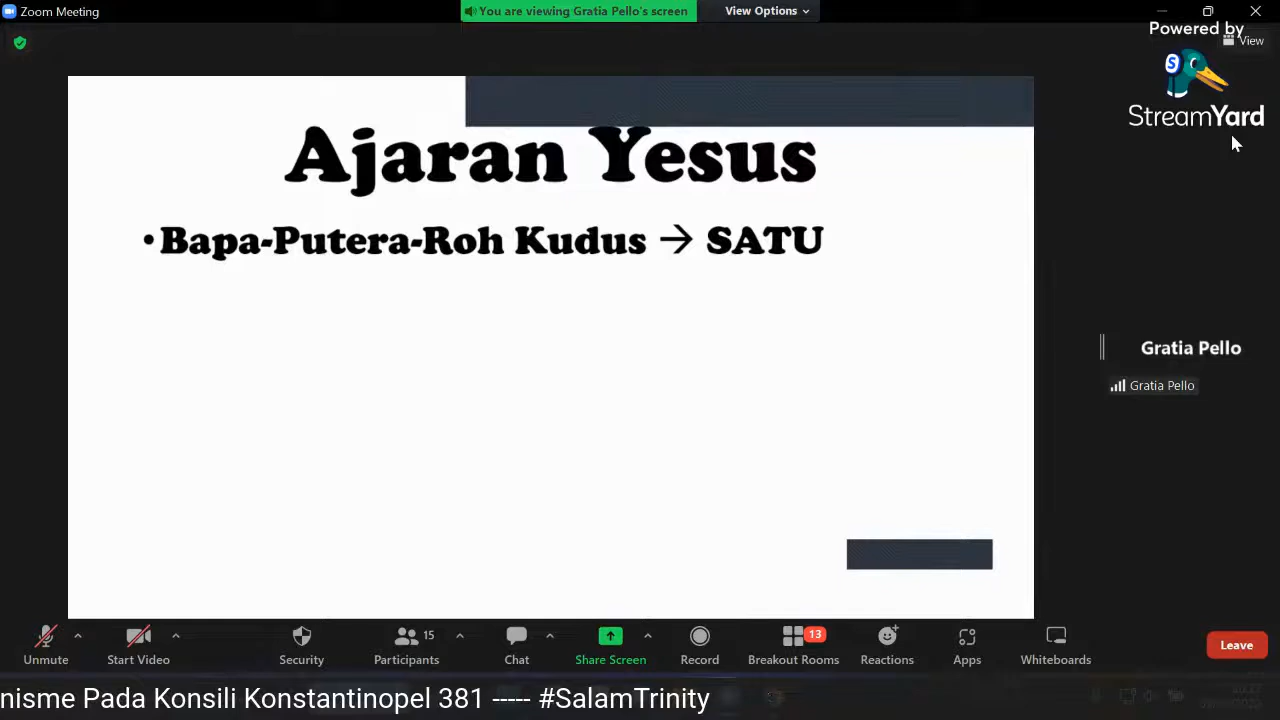 Zoom Meeting
You are viewing Gratia Pello's screen
View Options
Powered by
View
StreamYard
Ajaran Yesus
•Bapa-Putera-Roh Kudus → SATU
Gratia Pello
Gratia Pello
Unmute
Start Video
Security
Participants
15
Chat
Share Screen
Record
Breakout Rooms
13
Reactions
Apps
Whiteboards
Leave
nisme Pada Konsili Konstantinopel 381 ----- #SalamTrinity